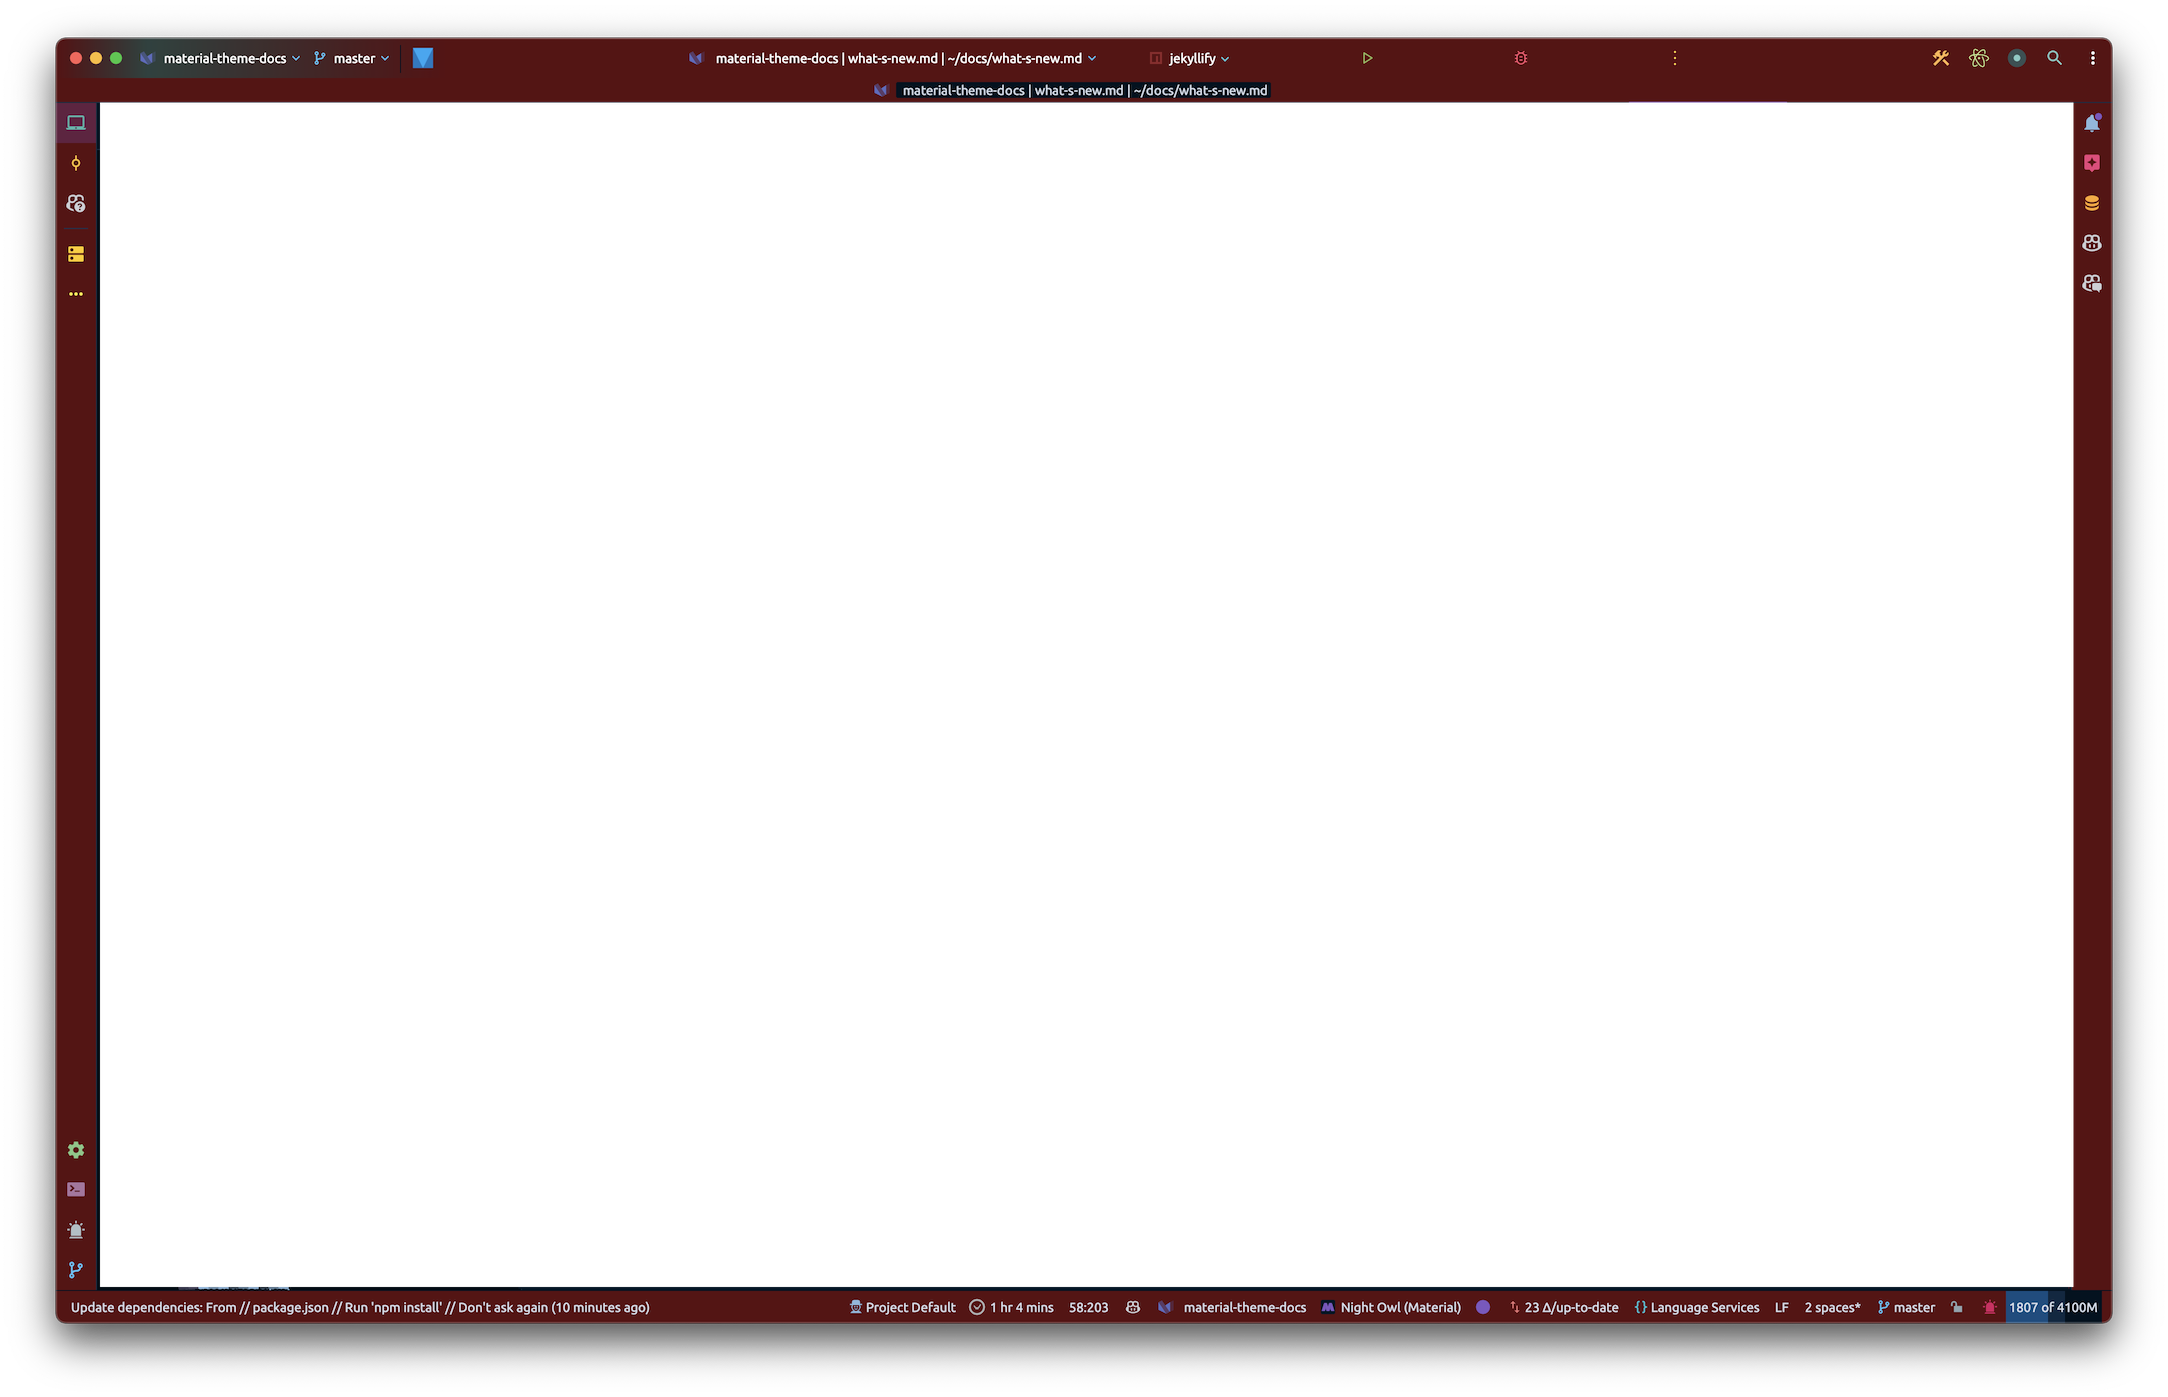 material-theme-docs master material-theme-docs | what-s-new.md | ~/docs/what-s-new.md jekyllify
material-theme-docs | what-s-new.md | ~/docs/what-s-new.md
Update dependencies: From // package.json // Run 'npm install' // Don't ask again (10 minutes ago) Project Default 1 hr 4 mins 58:203 material-theme-docs Night Owl (Material) 23 Δ/up-to-date {} Language Services LF 2 spaces* master 1807 of 4100M